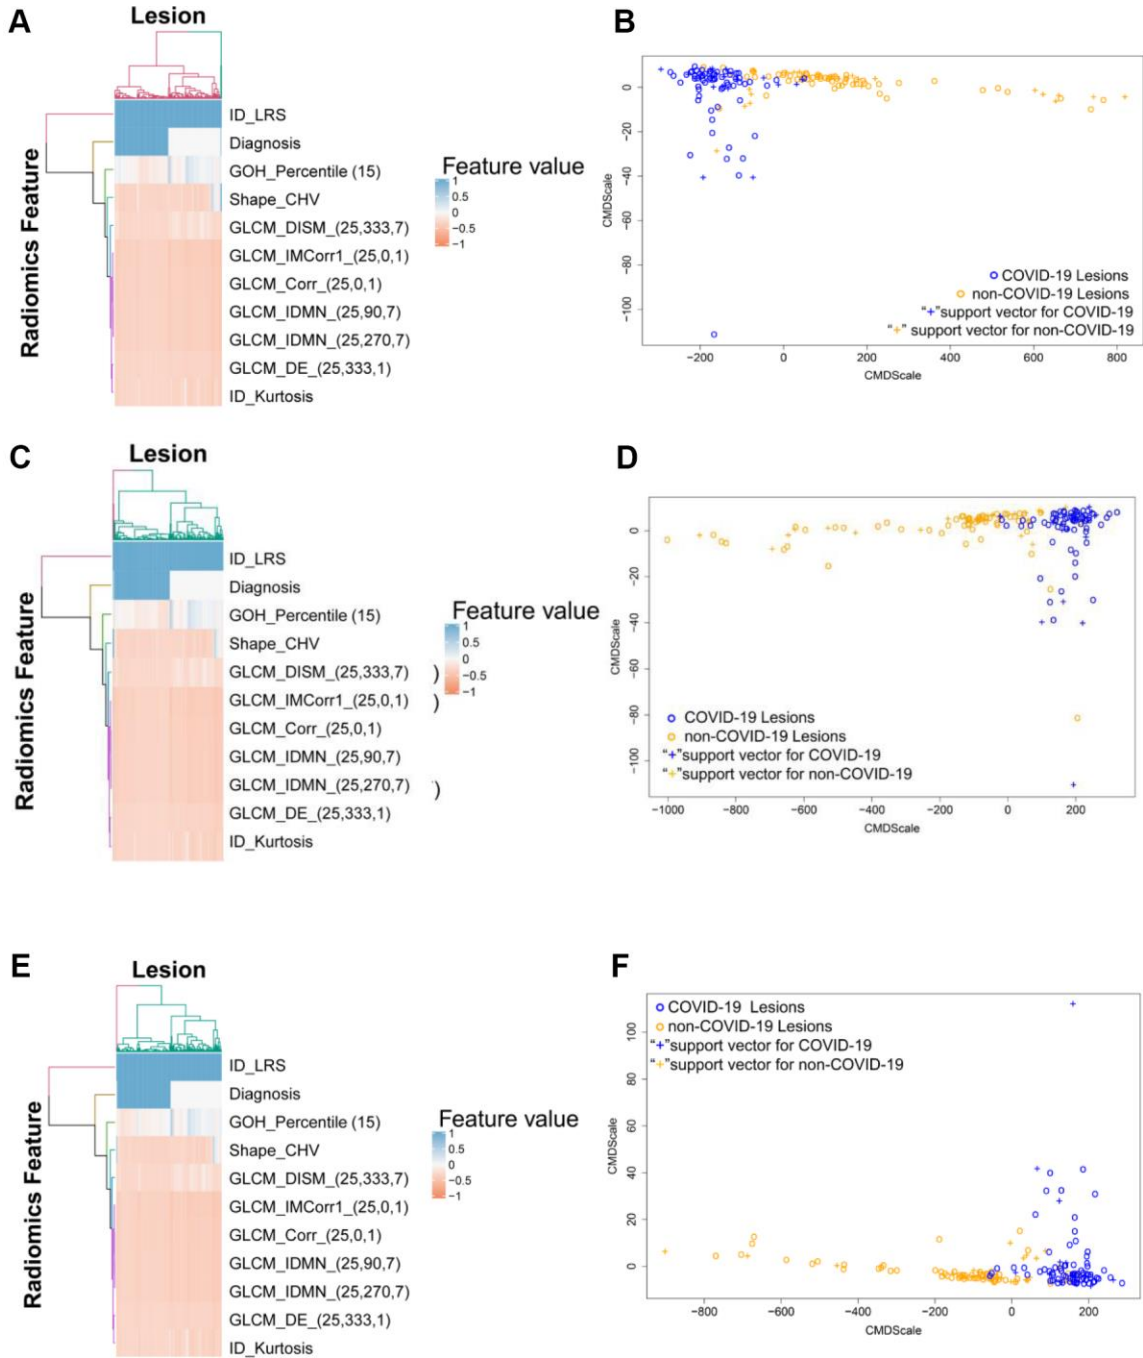 A
Lesion
Radiomics Feature
ID_LRS
Diagnosis
GOH_Percentile (15)
Shape_CHV
GLCM_DISM_(25,333,7)
GLCM_IMCorr1_(25,0,1)
GLCM_Corr_(25,0,1)
GLCM_IDMN_(25,90,7)
GLCM_IDMN_(25,270,7)
GLCM_DE_(25,333,1)
ID_Kurtosis
Feature value
1
0.5
0
−0.5
−1
B
CMDScale
0
−20
−40
−60
−80
−100
COVID-19 Lesions
non-COVID-19 Lesions
“+”support vector for COVID-19
“+” support vector for non-COVID-19
−200 0 200 400 600 800
CMDScale
C
Lesion
Radiomics Feature
ID_LRS
Diagnosis
GOH_Percentile (15)
Shape_CHV
GLCM_DISM_(25,333,7) )
GLCM_IMCorr1_(25,0,1) )
GLCM_Corr_(25,0,1)
GLCM_IDMN_(25,90,7)
GLCM_IDMN_(25,270,7) )
GLCM_DE_(25,333,1)
ID_Kurtosis
Feature value
1
0.5
0
−0.5
−1
D
CMDScale
0
−20
−40
−60
−80
−100
COVID-19 Lesions
non-COVID-19 Lesions
“+”support vector for COVID-19
“+”support vector for non-COVID-19
−1000 −800 −600 −400 −200 0 200
CMDScale
E
Lesion
Radiomics Feature
ID_LRS
Diagnosis
GOH_Percentile (15)
Shape_CHV
GLCM_DISM_(25,333,7)
GLCM_IMCorr1_(25,0,1)
GLCM_Corr_(25,0,1)
GLCM_IDMN_(25,90,7)
GLCM_IDMN_(25,270,7)
GLCM_DE_(25,333,1)
ID_Kurtosis
Feature value
1
0.5
0
−0.5
−1
F
CMDScale
100
80
60
40
20
0
COVID-19 Lesions
non-COVID-19 Lesions
“+”support vector for COVID-19
“+”support vector for non-COVID-19
−800 −600 −400 −200 0 200
CMDScale